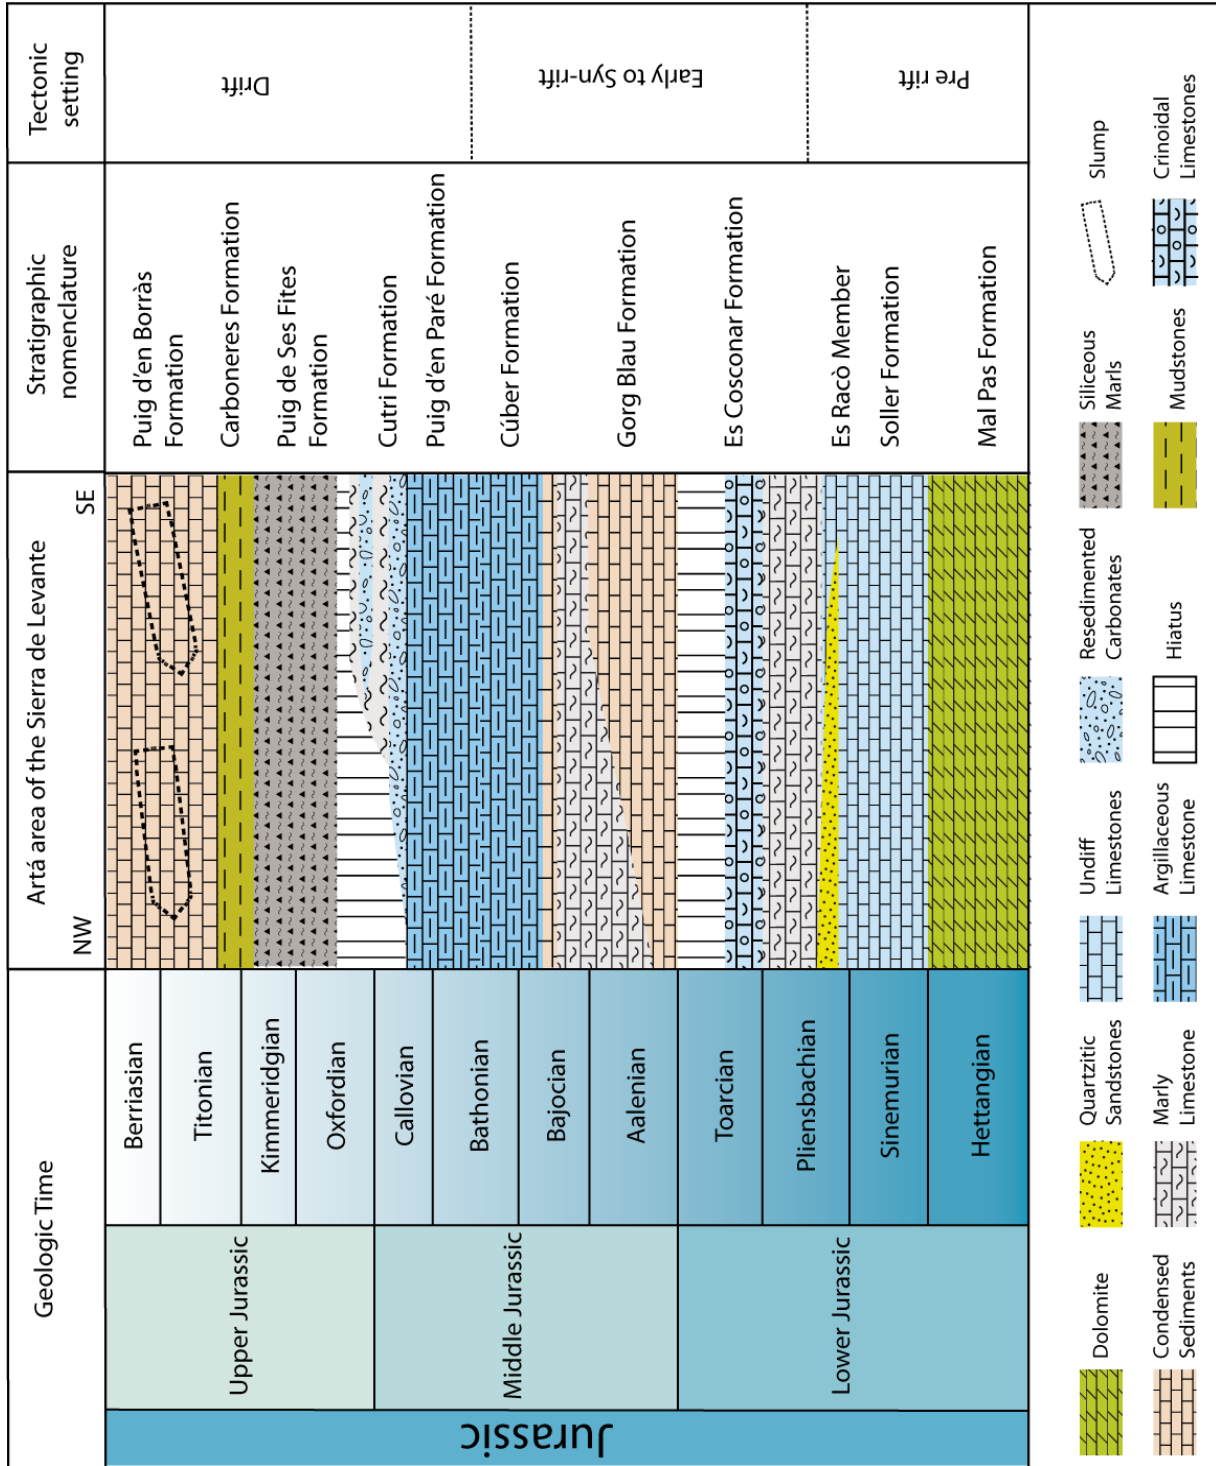 Geologic Time
Artá area of the Sierra de Levante
NW
SE
Stratigraphic
nomenclature
Tectonic
setting
Jurassic
Upper Jurassic
Middle Jurassic
Lower Jurassic
Berriasian
Titonian
Kimmeridgian
Oxfordian
Callovian
Bathonian
Bajocian
Aalenian
Toarcian
Pliensbachian
Sinemurian
Hettangian
Puig d'en Borràs
Formation
Carboneres Formation
Puig de Ses Fites
Formation
Cutri Formation
Puig d'en Paré Formation
Cúber Formation
Gorg Blau Formation
Es Cosconar Formation
Es Racò Member
Soller Formation
Mal Pas Formation
Drift
Early to Syn-rift
Pre rift
Dolomite
Quartzitic
Sandstones
Undiff
Limestones
Resedimented
Carbonates
Siliceous
Marls
Slump
Condensed
Sediments
Marly
Limestone
Argillaceous
Limestone
Hiatus
Mudstones
Crinoidal
Limestones